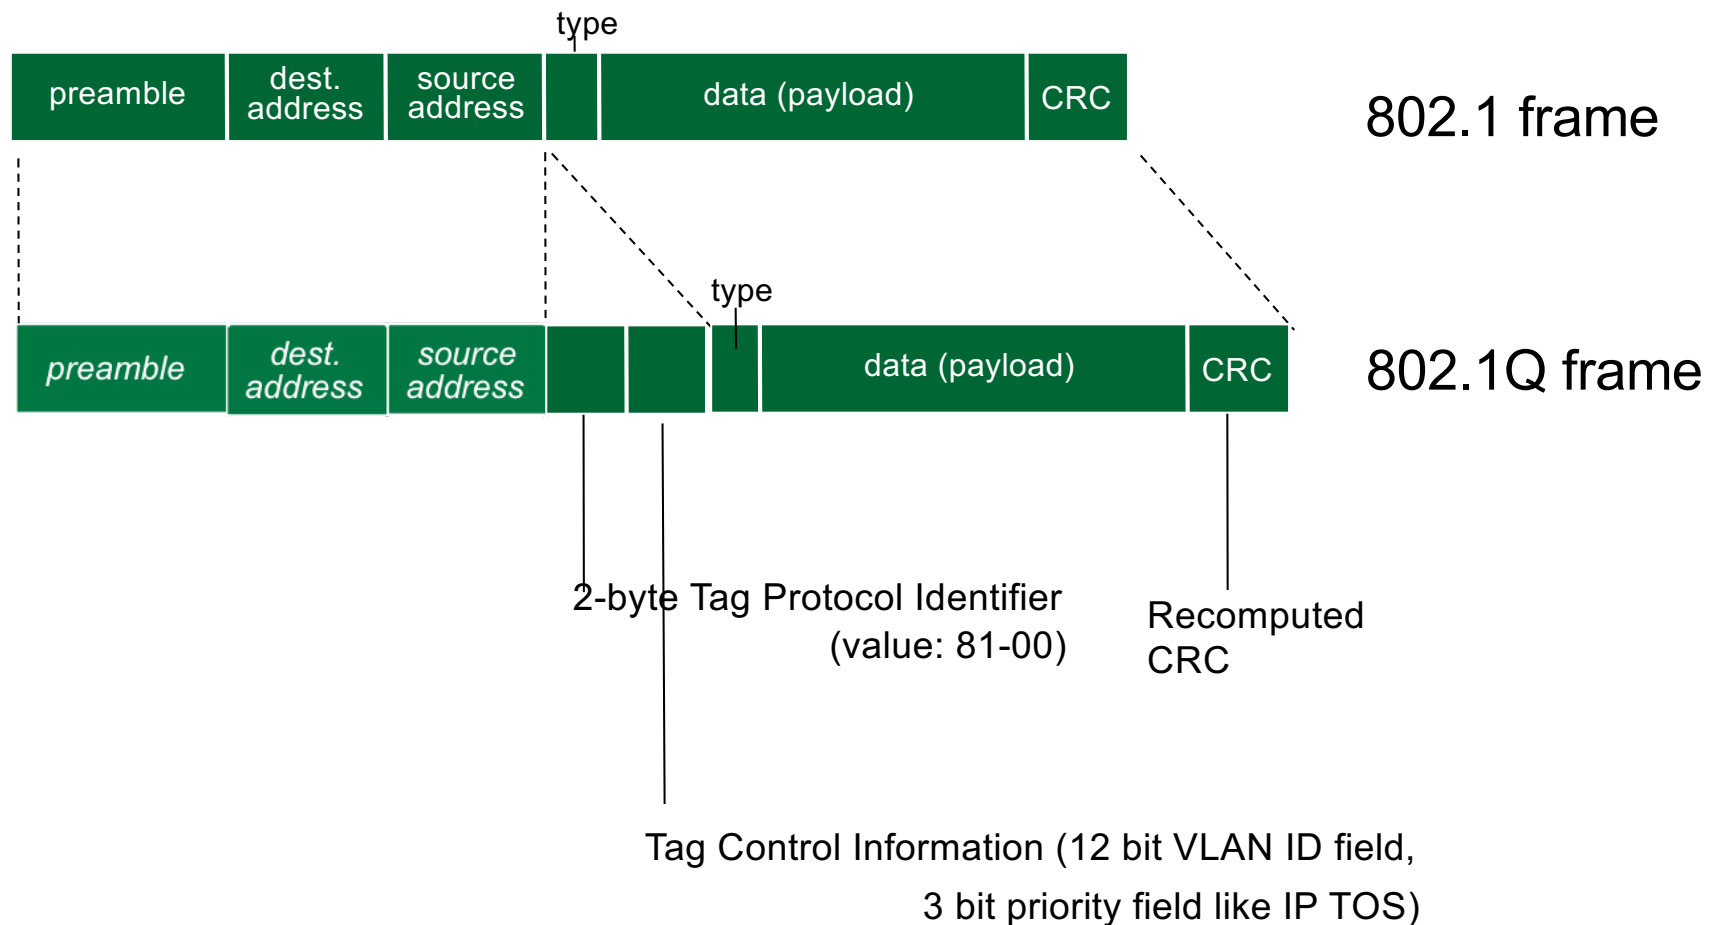 type
preamble
dest.
address
source
address
data (payload)
CRC
802.1 frame
type
preamble
dest.
address
source
address
data (payload)
CRC
802.1Q frame
2-byte Tag Protocol Identifier
(value: 81-00)
Recomputed
CRC
Tag Control Information (12 bit VLAN ID field,
3 bit priority field like IP TOS)